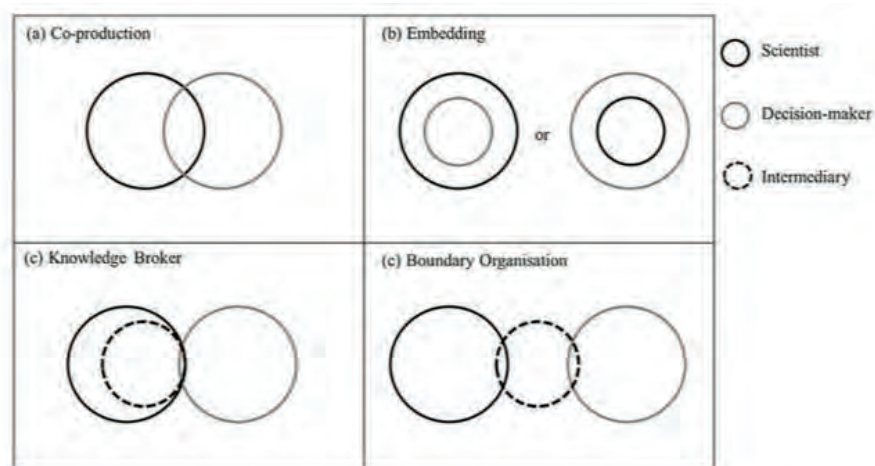 (a) Co-production
(b) Embedding
or
Scientist
Decision-maker
Intermediary
(c) Knowledge Broker
(c) Boundary Organisation